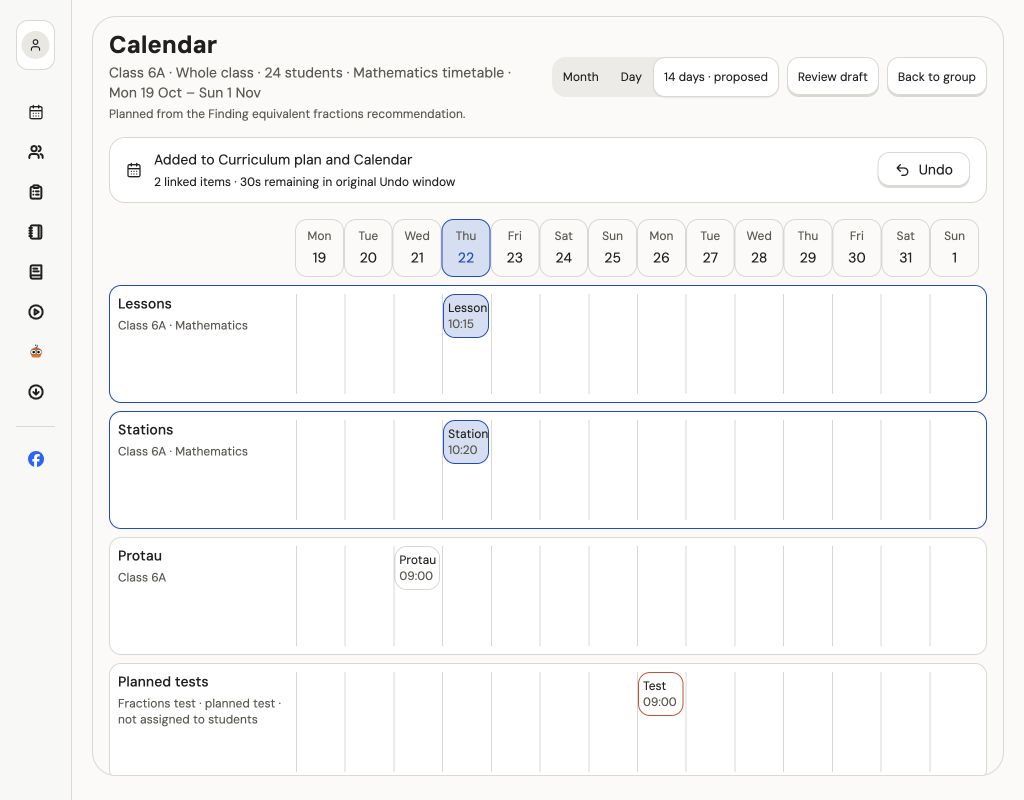 Calendar
Class 6A · Whole class · 24 students · Mathematics timetable ·
Mon 19 Oct – Sun 1 Nov
Planned from the Finding equivalent fractions recommendation.
Month Day 14 days · proposed Review draft Back to group
Added to Curriculum plan and Calendar
2 linked items · 30s remaining in original Undo window
Undo
Mon Tue Wed Thu Fri Sat Sun Mon Tue Wed Thu Fri Sat Sun
19 20 21 22 23 24 25 26 27 28 29 30 31 1
Lessons
Class 6A · Mathematics
Lesson
10:15
Stations
Class 6A · Mathematics
Station
10:20
Protau
Class 6A
Protau
09:00
Planned tests
Fractions test · planned test ·
not assigned to students
Test
09:00